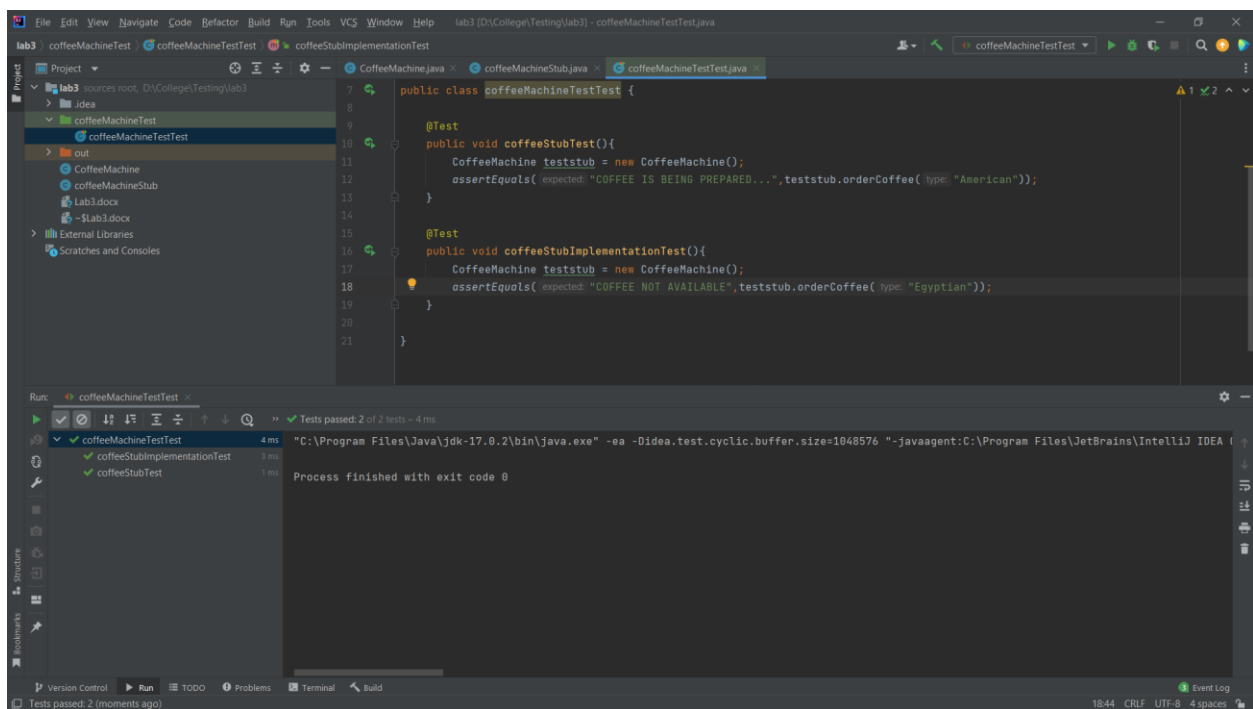 File Edit View Navigate Code Refactor Build Run Tools VCS Window Help lab3 [D:\College\Testing\lab3] - coffeeMachineTestTest.java
lab3 coffeeMachineTest coffeeMachineTestTest coffeeStubImplementationTest coffeeMachineTestTest
Project
Project
CoffeeMachine.java coffeeMachineStub.java coffeeMachineTestTest.java
lab3 sources root, D:\College\Testing\lab3
.idea
coffeeMachineTest
coffeeMachineTestTest
out
CoffeeMachine
coffeeMachineStub
Lab3.docx
~$Lab3.docx
External Libraries
Scratches and Consoles
7 public class coffeeMachineTestTest {
8
9 @Test
10 public void coffeeStubTest(){
11 CoffeeMachine teststub = new CoffeeMachine();
12 assertEquals( expected: "COFFEE IS BEING PREPARED...",teststub.orderCoffee( type: "American"));
13 }
14
15 @Test
16 public void coffeeStubImplementationTest(){
17 CoffeeMachine teststub = new CoffeeMachine();
18 assertEquals( expected: "COFFEE NOT AVAILABLE",teststub.orderCoffee( type: "Egyptian"));
19 }
20
21 }
1 2
Run: coffeeMachineTestTest
Tests passed: 2 of 2 tests – 4 ms
coffeeMachineTestTest 4 ms
coffeeStubImplementationTest 3 ms
coffeeStubTest 1 ms
"C:\Program Files\Java\jdk-17.0.2\bin\java.exe" -ea -Didea.test.cyclic.buffer.size=1048576 "-javaagent:C:\Program Files\JetBrains\IntelliJ IDEA
Process finished with exit code 0
Structure
Bookmarks
Version Control Run TODO Problems Terminal Build 3 Event Log
Tests passed: 2 (moments ago) 18:44 CRLF UTF-8 4 spaces